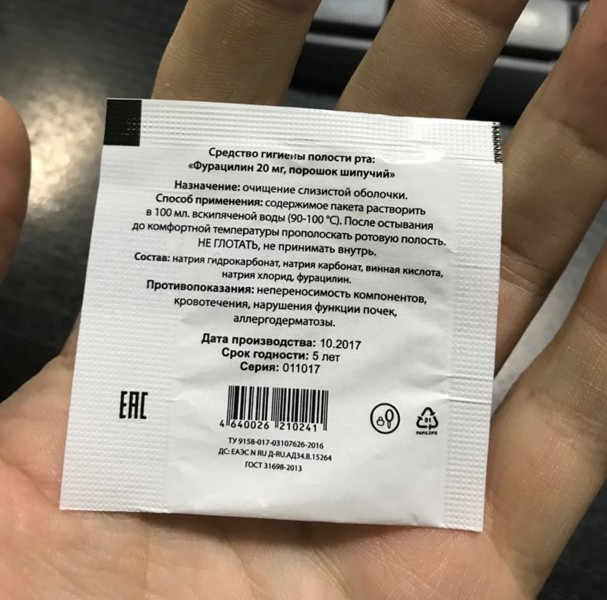 Средство гигиены полости рта:
«Фурацилин 20 мг, порошок шипучий»
Назначение: очищение слизистой оболочки.
Способ применения: содержимое пакета растворить
в 100 мл. вскипяченой воды (90-100 °С). После остывания
до комфортной температуры прополоскать ротовую полость.
НЕ ГЛОТАТЬ, не принимать внутрь.
Состав: натрия гидрокарбонат, натрия карбонат, винная кислота,
натрия хлорид, фурацилин.
Противопоказания: непереносимость компонентов,
кровотечения, нарушения функции почек,
аллергодерматозы.
Дата производства: 10.2017
Срок годности: 5 лет
Серия: 011017
EAC
4 640026 210241
81
PAP/LDPE
ТУ 9158-017-03107626-2016
ДС: ЕАЭС N RU Д-RU.АД34.В.15264
ГОСТ 31698-2013